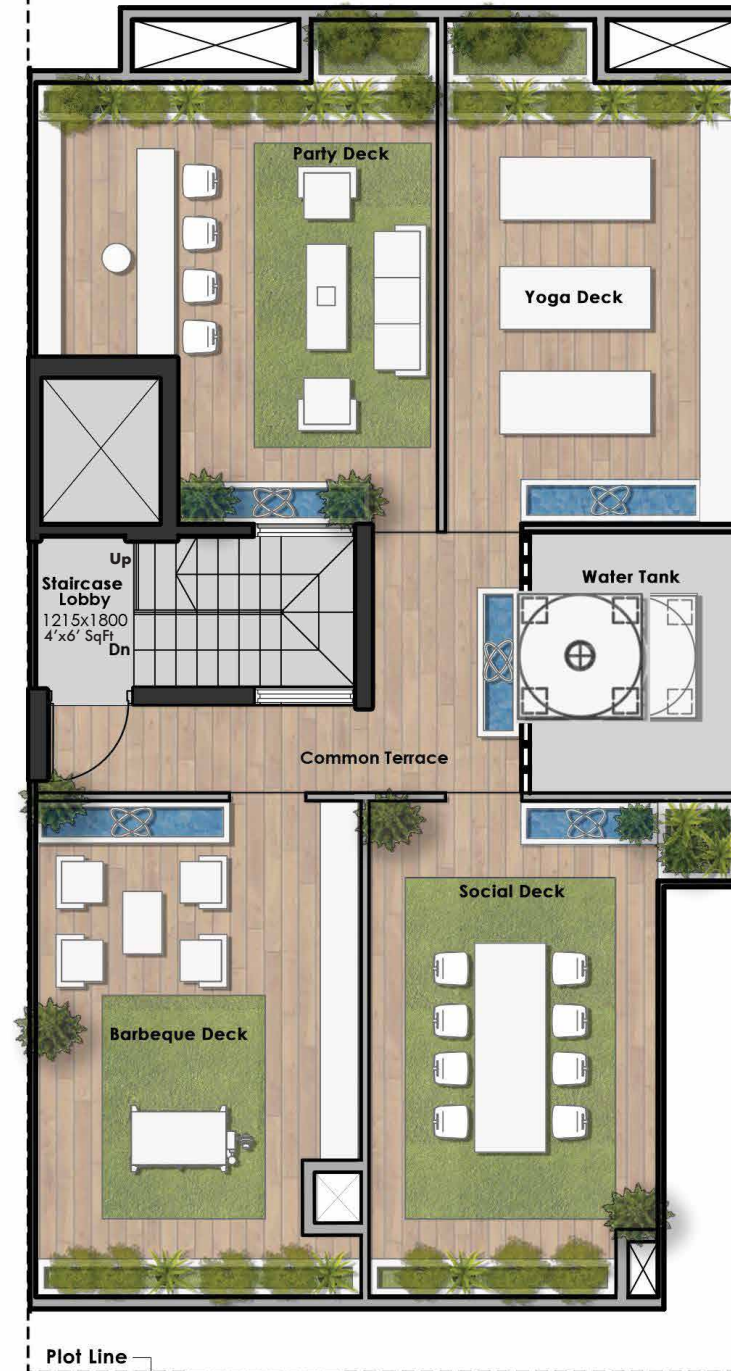 Party Deck
Yoga Deck
Up
Staircase
Lobby
1215x1800
4'x6' SqFt
Dn
Water Tank
Common Terrace
Social Deck
Barbeque Deck
Plot Line